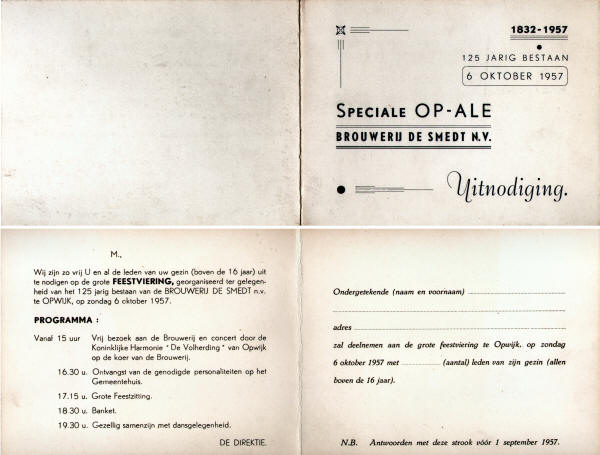 1832-1957
125 JARIG BESTAAN
6 OKTOBER 1957
SPECIALE OP-ALE
BROUWERIJ DE SMEDT N.V.
Uitnodiging.
M.,
Wij zijn zo vrij U en al de leden van uw gezin (boven de 16 jaar) uit
te nodigen op de grote FEESTVIERING, georganiseerd ter gelegen-
heid van het 125 jarig bestaan van de BROUWERIJ DE SMEDT n.v.
te OPWIJK, op zondag 6 oktober 1957.
PROGRAMMA :
Vanaf 15 uur Vrij bezoek aan de Brouwerij en concert door de
Koninklijke Harmonie " De Volherding " van Opwijk
op de koer van de Brouwerij.
16.30 u. Ontvangst van de genodigde personaliteiten op het
Gemeentehuis.
17.15 u. Grote Feestzitting.
18.30 u. Banket.
19.30 u. Gezellig samenzijn met dansgelegenheid.
DE DIREKTIE.
Ondergetekende (naam en voornaam)
adres
zal deelnemen aan de grote feestviering te Opwijk, op zondag
6 oktober 1957 met (aantal) leden van zijn gezin (allen
boven de 16 jaar).
N.B. Antwoorden met deze strook vóór 1 september 1957.